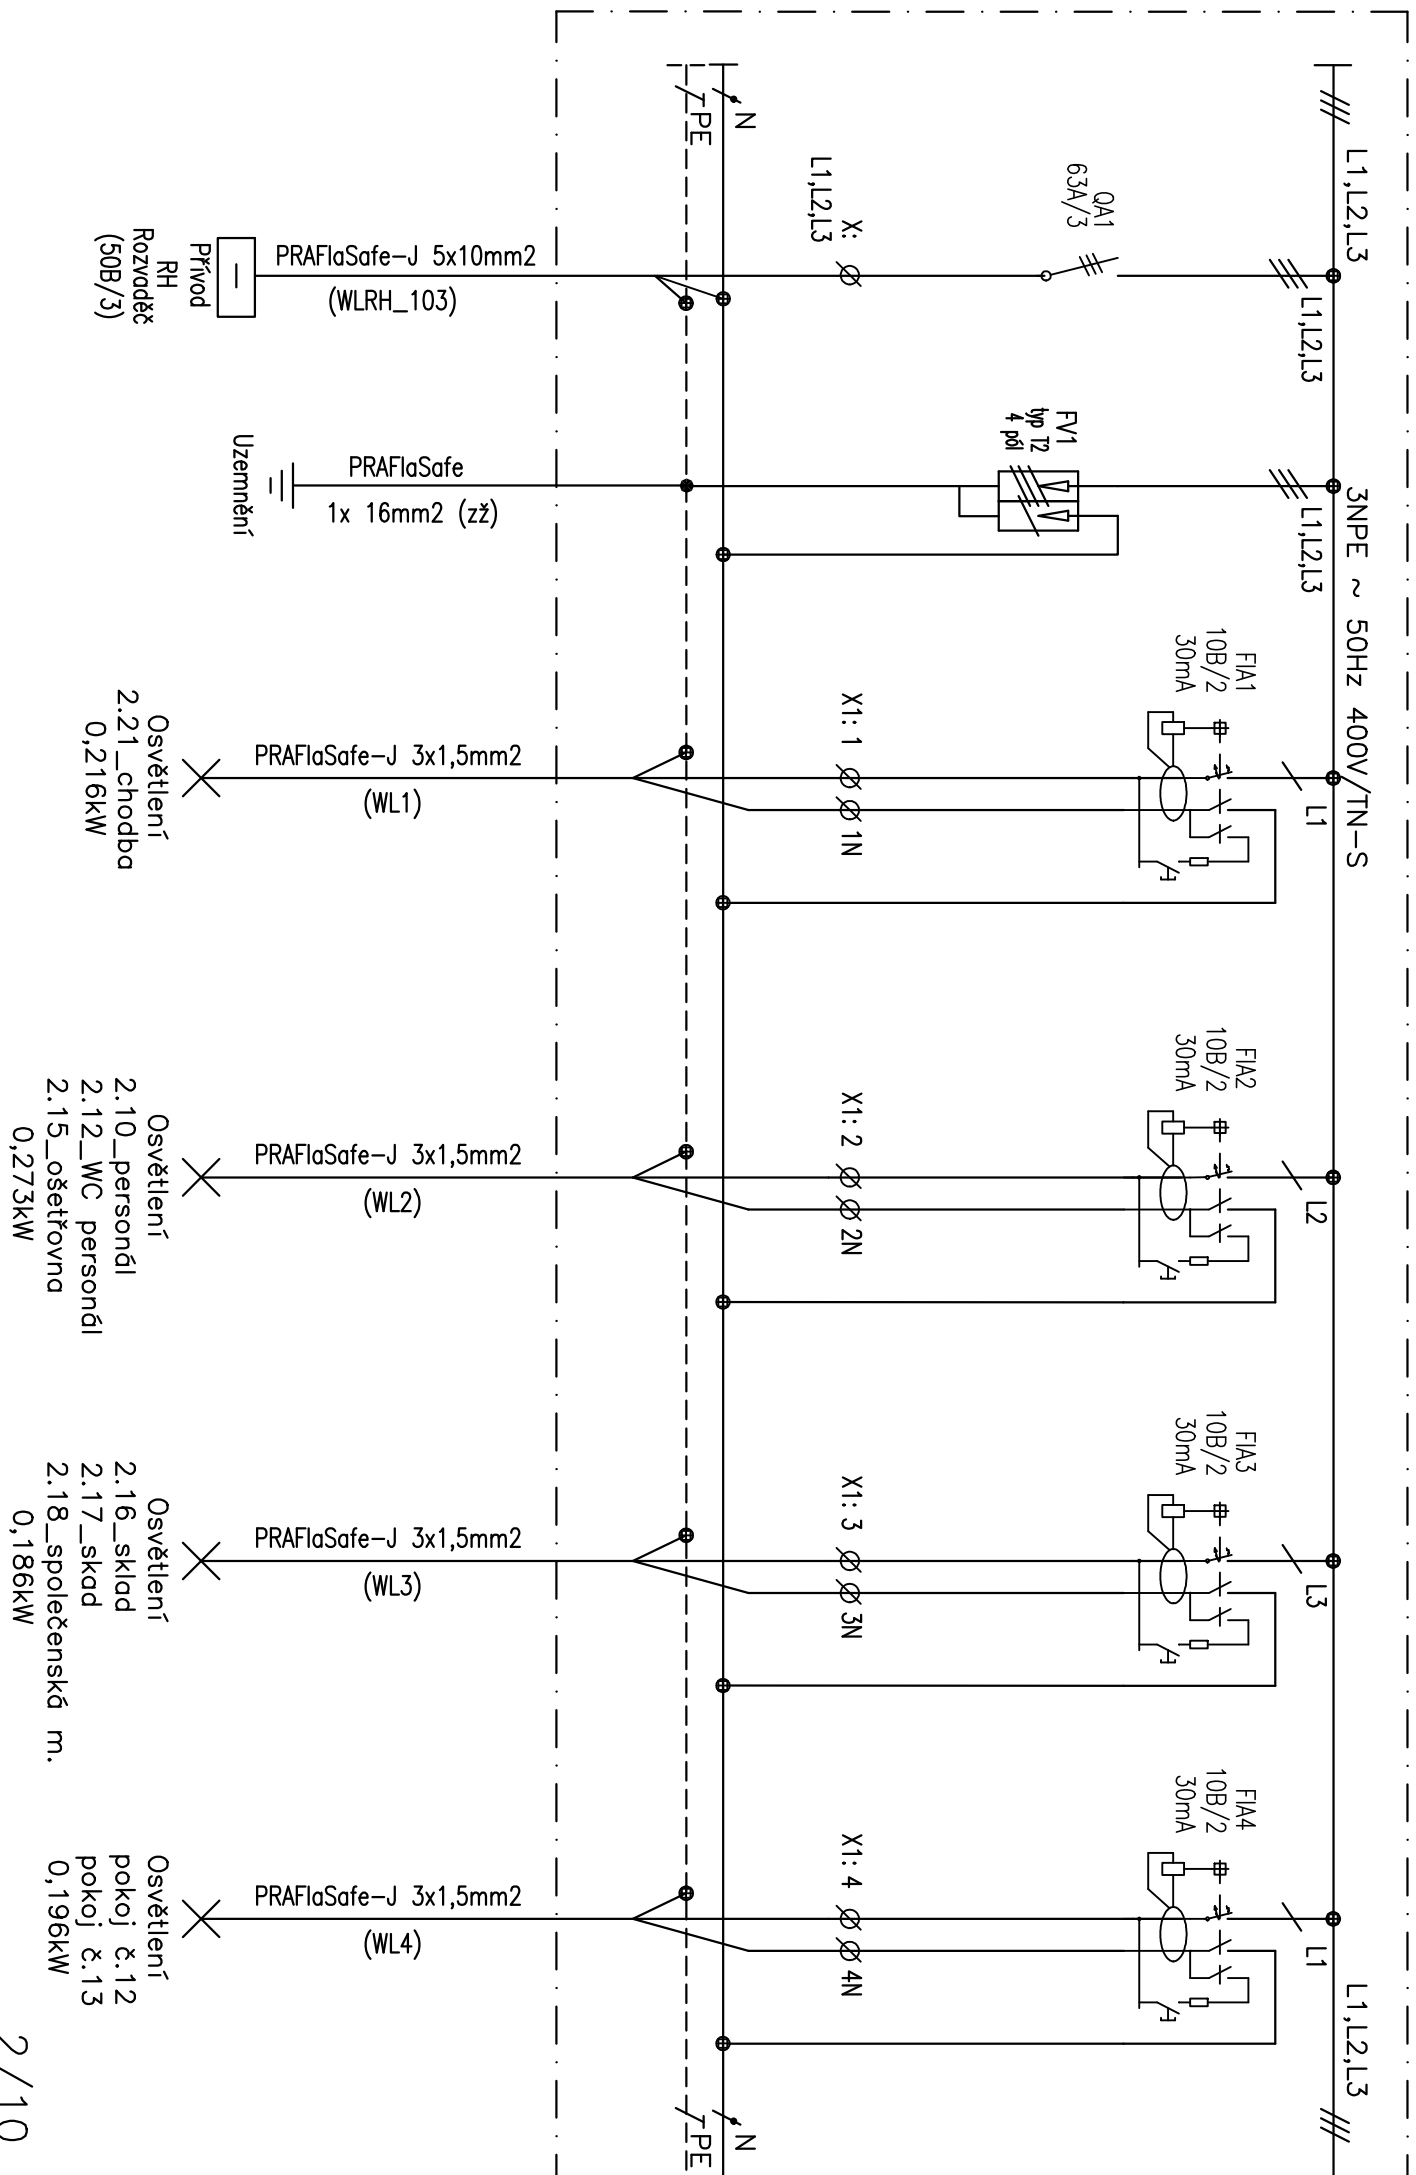 L1,L2,L3
3NPE ~ 50Hz 400V/TN-S
L1,L2,L3
L1,L2,L3
L1,L2,L3
L1
L2
L3
L1
QA1
63A/3
FV1
typ T2
4 pól
FIA1
10B/2
30mA
FIA2
10B/2
30mA
FIA3
10B/2
30mA
FIA4
10B/2
30mA
X:
L1,L2,L3
X1: 1
1N
X1: 2
2N
X1: 3
3N
X1: 4
4N
N
PE
N
PE
PRAFlaSafe-J 5x10mm2
(WLRH_103)
PRAFlaSafe
1x 16mm2 (zž)
PRAFlaSafe-J 3x1,5mm2
(WL1)
PRAFlaSafe-J 3x1,5mm2
(WL2)
PRAFlaSafe-J 3x1,5mm2
(WL3)
PRAFlaSafe-J 3x1,5mm2
(WL4)
Přívod
RH
Rozvaděč
(50B/3)
Uzemnění
Osvětlení
2.21_chodba
0,216kW
Osvětlení
2.10_personál
2.12_WC personál
2.15_ošetřovna
0,273kW
Osvětlení
2.16_sklad
2.17_skad
2.18_společenská m.
0,186kW
Osvětlení
pokoj č.12
pokoj č.13
0,196kW
2/10